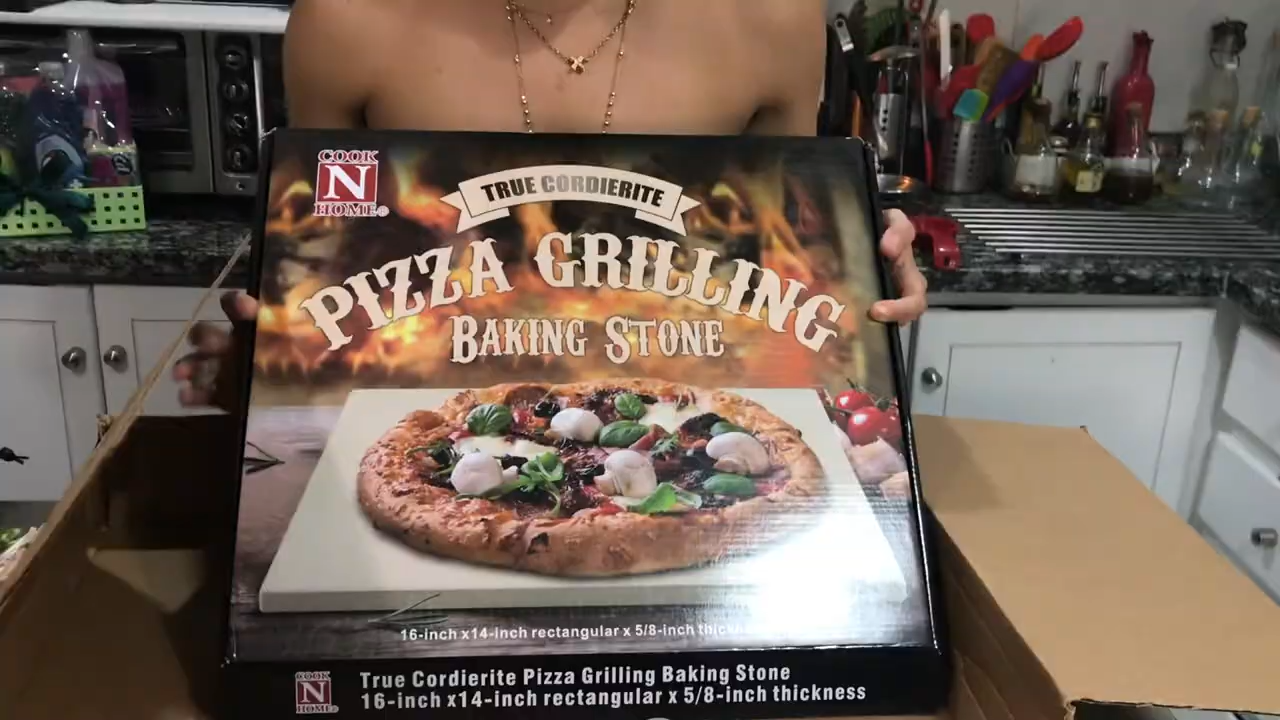 COOK
N
HOME®
TRUE CORDIERITE
PIZZA GRILLING
BAKING STONE
16-inch x14-inch rectangular x 5/8-inch
COOK
N
HOME
True Cordierite Pizza Grilling Baking Stone
16-inch x14-inch rectangular x 5/8-inch thickness